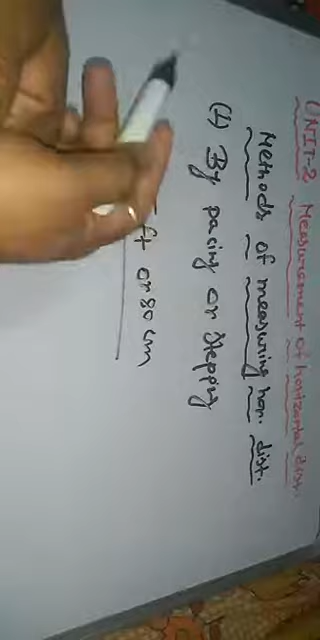 UNIT-2 Measurement of horizontal dist.
Methods of measuring hor. dist.
(1) By pacing or stepping
ft or 80 cm